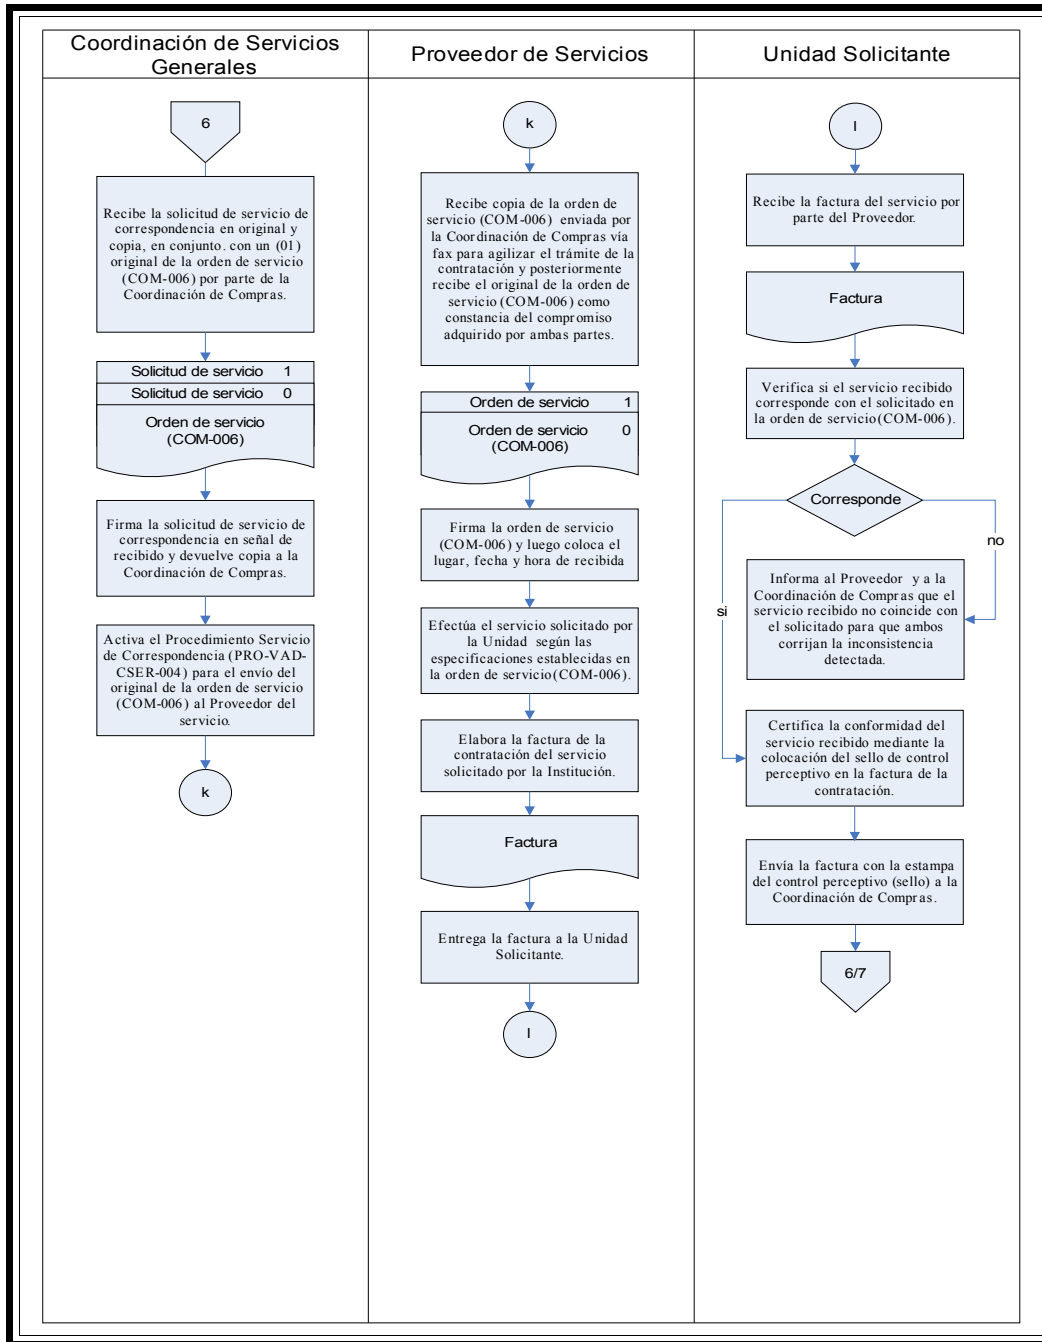 Coordinación de Servicios
Generales
6
Recibe la solicitud de servicio de
correspondencia en original y
copia, en conjunto. con un (01)
original de la orden de servicio
(COM-006) por parte de la
Coordinación de Compras.
Solicitud de servicio 1
Solicitud de servicio 0
Orden de servicio
(COM-006)
Firma la solicitud de servicio de
correspondencia en señal de
recibido y devuelve copia a la
Coordinación de Compras.
Activa el Procedimiento Servicio
de Correspondencia (PRO-VAD-
CSER-004) para el envío del
original de la orden de servicio
(COM-006) al Proveedor del
servicio.
k
Proveedor de Servicios
k
Recibe copia de la orden de
servicio (COM-006) enviada por
la Coordinación de Compras vía
fax para agilizar el trámite de la
contratación y posteriormente
recibe el original de la orden de
servicio (COM-006) como
constancia del compromiso
adquirido por ambas partes.
Orden de servicio 1
Orden de servicio 0
(COM-006)
Firma la orden de servicio
(COM-006) y luego coloca el
lugar, fecha y hora de recibida
Efectúa el servicio solicitado por
la Unidad según las
especificaciones establecidas en
la orden de servicio (COM-006).
Elabora la factura de la
contratación del servicio
solicitado por la Institución.
Factura
Entrega la factura a la Unidad
Solicitante.
l
Unidad Solicitante
l
Recibe la factura del servicio por
parte del Proveedor.
Factura
Verifica si el servicio recibido
corresponde con el solicitado en
la orden de servicio (COM-006).
Corresponde
no
si
Informa al Proveedor y a la
Coordinación de Compras que el
servicio recibido no coincide con
el solicitado para que ambos
corrijan la inconsistencia
detectada.
Certifica la conformidad del
servicio recibido mediante la
colocación del sello de control
perceptivo en la factura de la
contratación.
Envía la factura con la estampa
del control perceptivo (sello) a la
Coordinación de Compras.
6/7